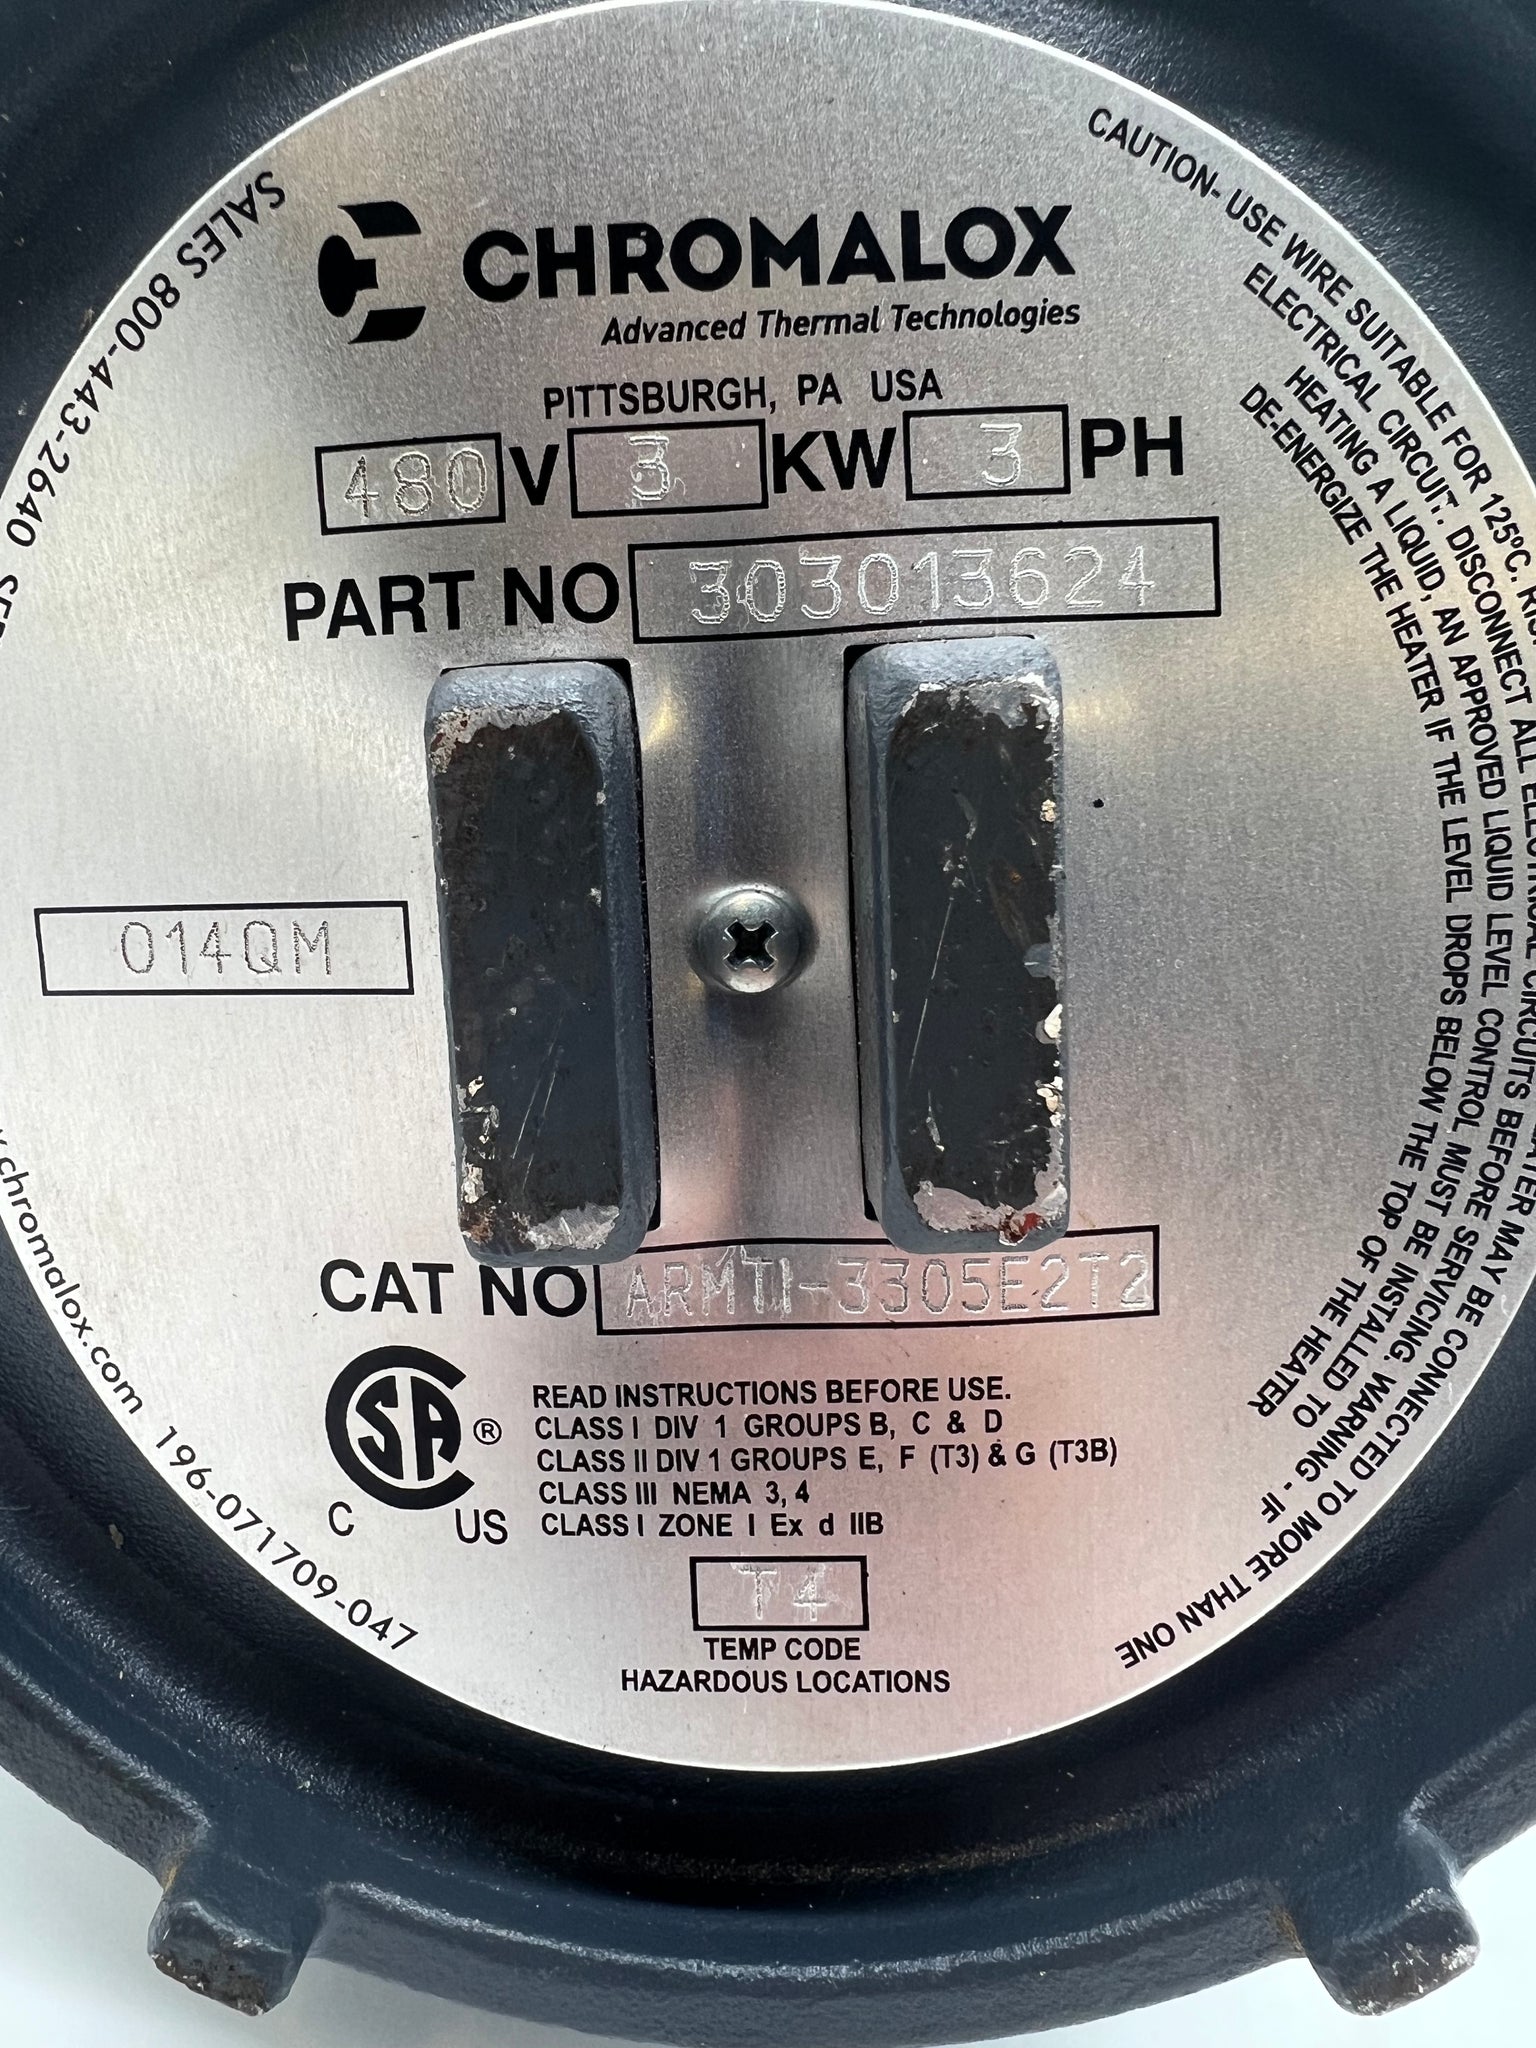 CHROMALOX
Advanced Thermal Technologies
PITTSBURGH, PA USA
480 V 3 KW 3 PH
PART NO 303013624
014QM
CAT NO ARMTI-3305E2T2
READ INSTRUCTIONS BEFORE USE.
CLASS I DIV 1 GROUPS B, C & D
CLASS II DIV 1 GROUPS E, F (T3) & G (T3B)
CLASS III NEMA 3, 4
CLASS I ZONE I Ex d IIB
CSA ®
C US
T4
TEMP CODE
HAZARDOUS LOCATIONS
SALES 800-443-2640
chromalox.com 196-071709-047
CAUTION- USE WIRE SUITABLE FOR 125ºC. MAY BE CONNECTED TO MORE THAN ONE
ELECTRICAL CIRCUIT. DISCONNECT ALL ELECTRICAL CIRCUITS BEFORE SERVICING. WARNING - IF
HEATING A LIQUID, AN APPROVED LIQUID LEVEL CONTROL MUST BE INSTALLED TO
DE-ENERGIZE THE HEATER IF THE LEVEL DROPS BELOW THE TOP OF THE HEATER